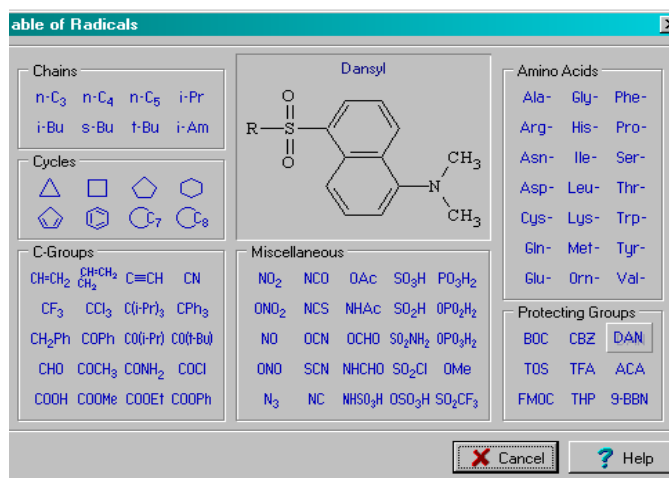 able of Radicals
Chains
n-C3 n-C4 n-C5 i-Pr
i-Bu s-Bu t-Bu i-Am
Cycles
C7 C8
C-Groups
CH=CH2 CH=CH2CH2 C≡CH CN
CF3 CCl3 C(i-Pr)3 CPh3
CH2Ph COPh CO(i-Pr) CO(t-Bu)
CHO COCH3 CONH2 COCl
COOH COOMe COOEt COOPh
Dansyl
O
R S
O
CH3
N
CH3
Miscellaneous
NO2 NCO OAc SO3H PO3H2
ONO2 NCS NHAc SO2H OPO2H2
NO OCN OCHO SO2NH2 OPO3H2
ONO SCN NHCHO SO2Cl OMe
N3 NC NHSO3H OSO3H SO2CF3
Amino Acids
Ala- Gly- Phe-
Arg- His- Pro-
Asn- Ile- Ser-
Asp- Leu- Thr-
Cys- Lys- Trp-
Gln- Met- Tyr-
Glu- Orn- Val-
Protecting Groups
BOC CBZ DAN
TOS TFA ACA
FMOC THP 9-BBN
Cancel
? Help